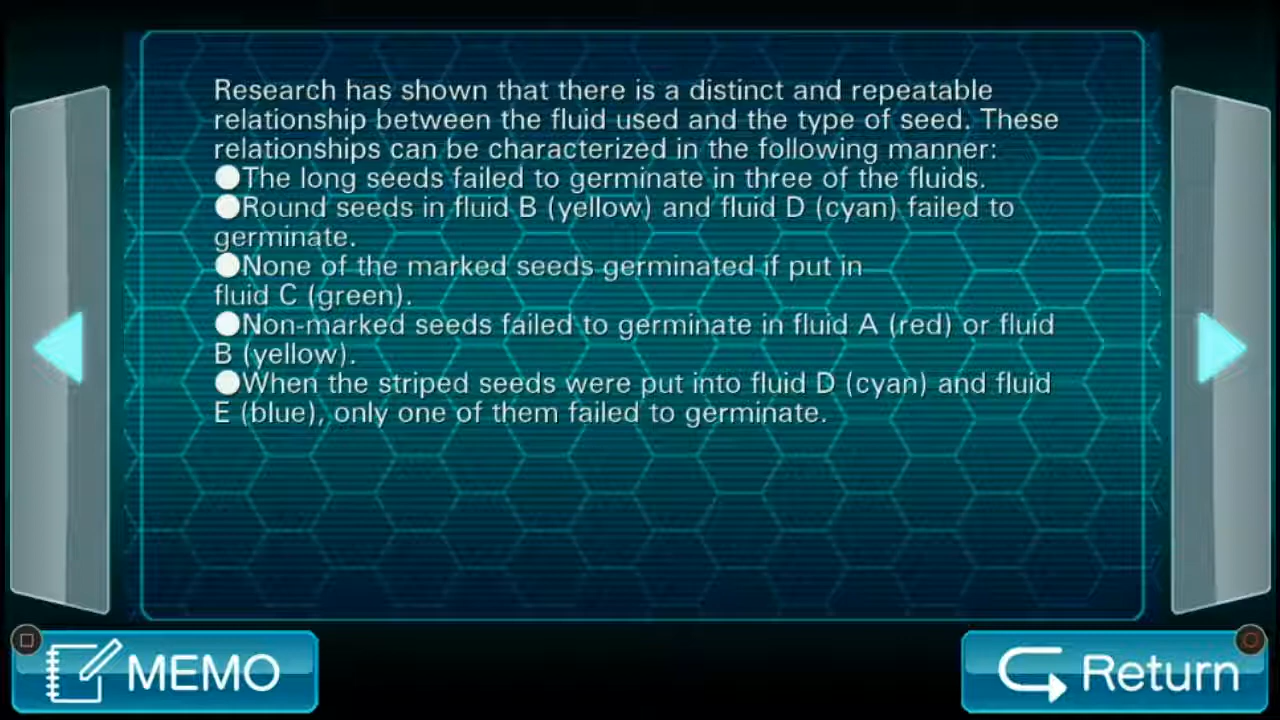 Research has shown that there is a distinct and repeatable
relationship between the fluid used and the type of seed. These
relationships can be characterized in the following manner:
●The long seeds failed to germinate in three of the fluids.
●Round seeds in fluid B (yellow) and fluid D (cyan) failed to
germinate.
●None of the marked seeds germinated if put in
fluid C (green).
●Non-marked seeds failed to germinate in fluid A (red) or fluid
B (yellow).
●When the striped seeds were put into fluid D (cyan) and fluid
E (blue), only one of them failed to germinate.
MEMO
Return